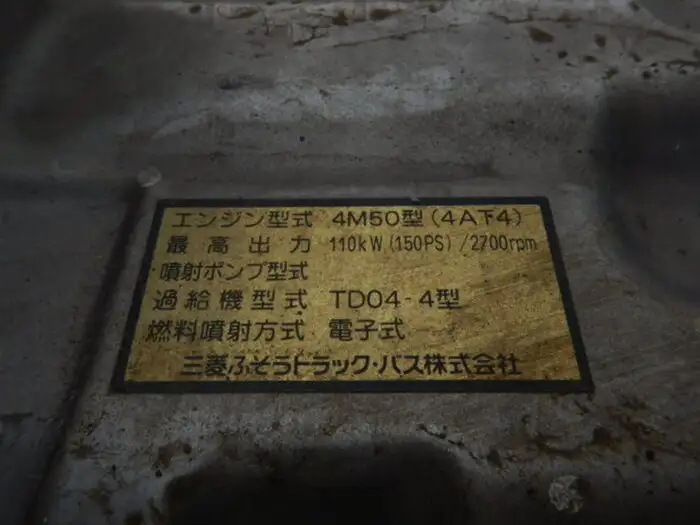 エンジン型式 4M50型(4A下4)
最高出力 110kW(150PS)/2700rpm
噴射ポンプ型式
過給機型式 TD04-4型
燃料噴射方式 電子式
三菱ふそうトラック・バス株式会社